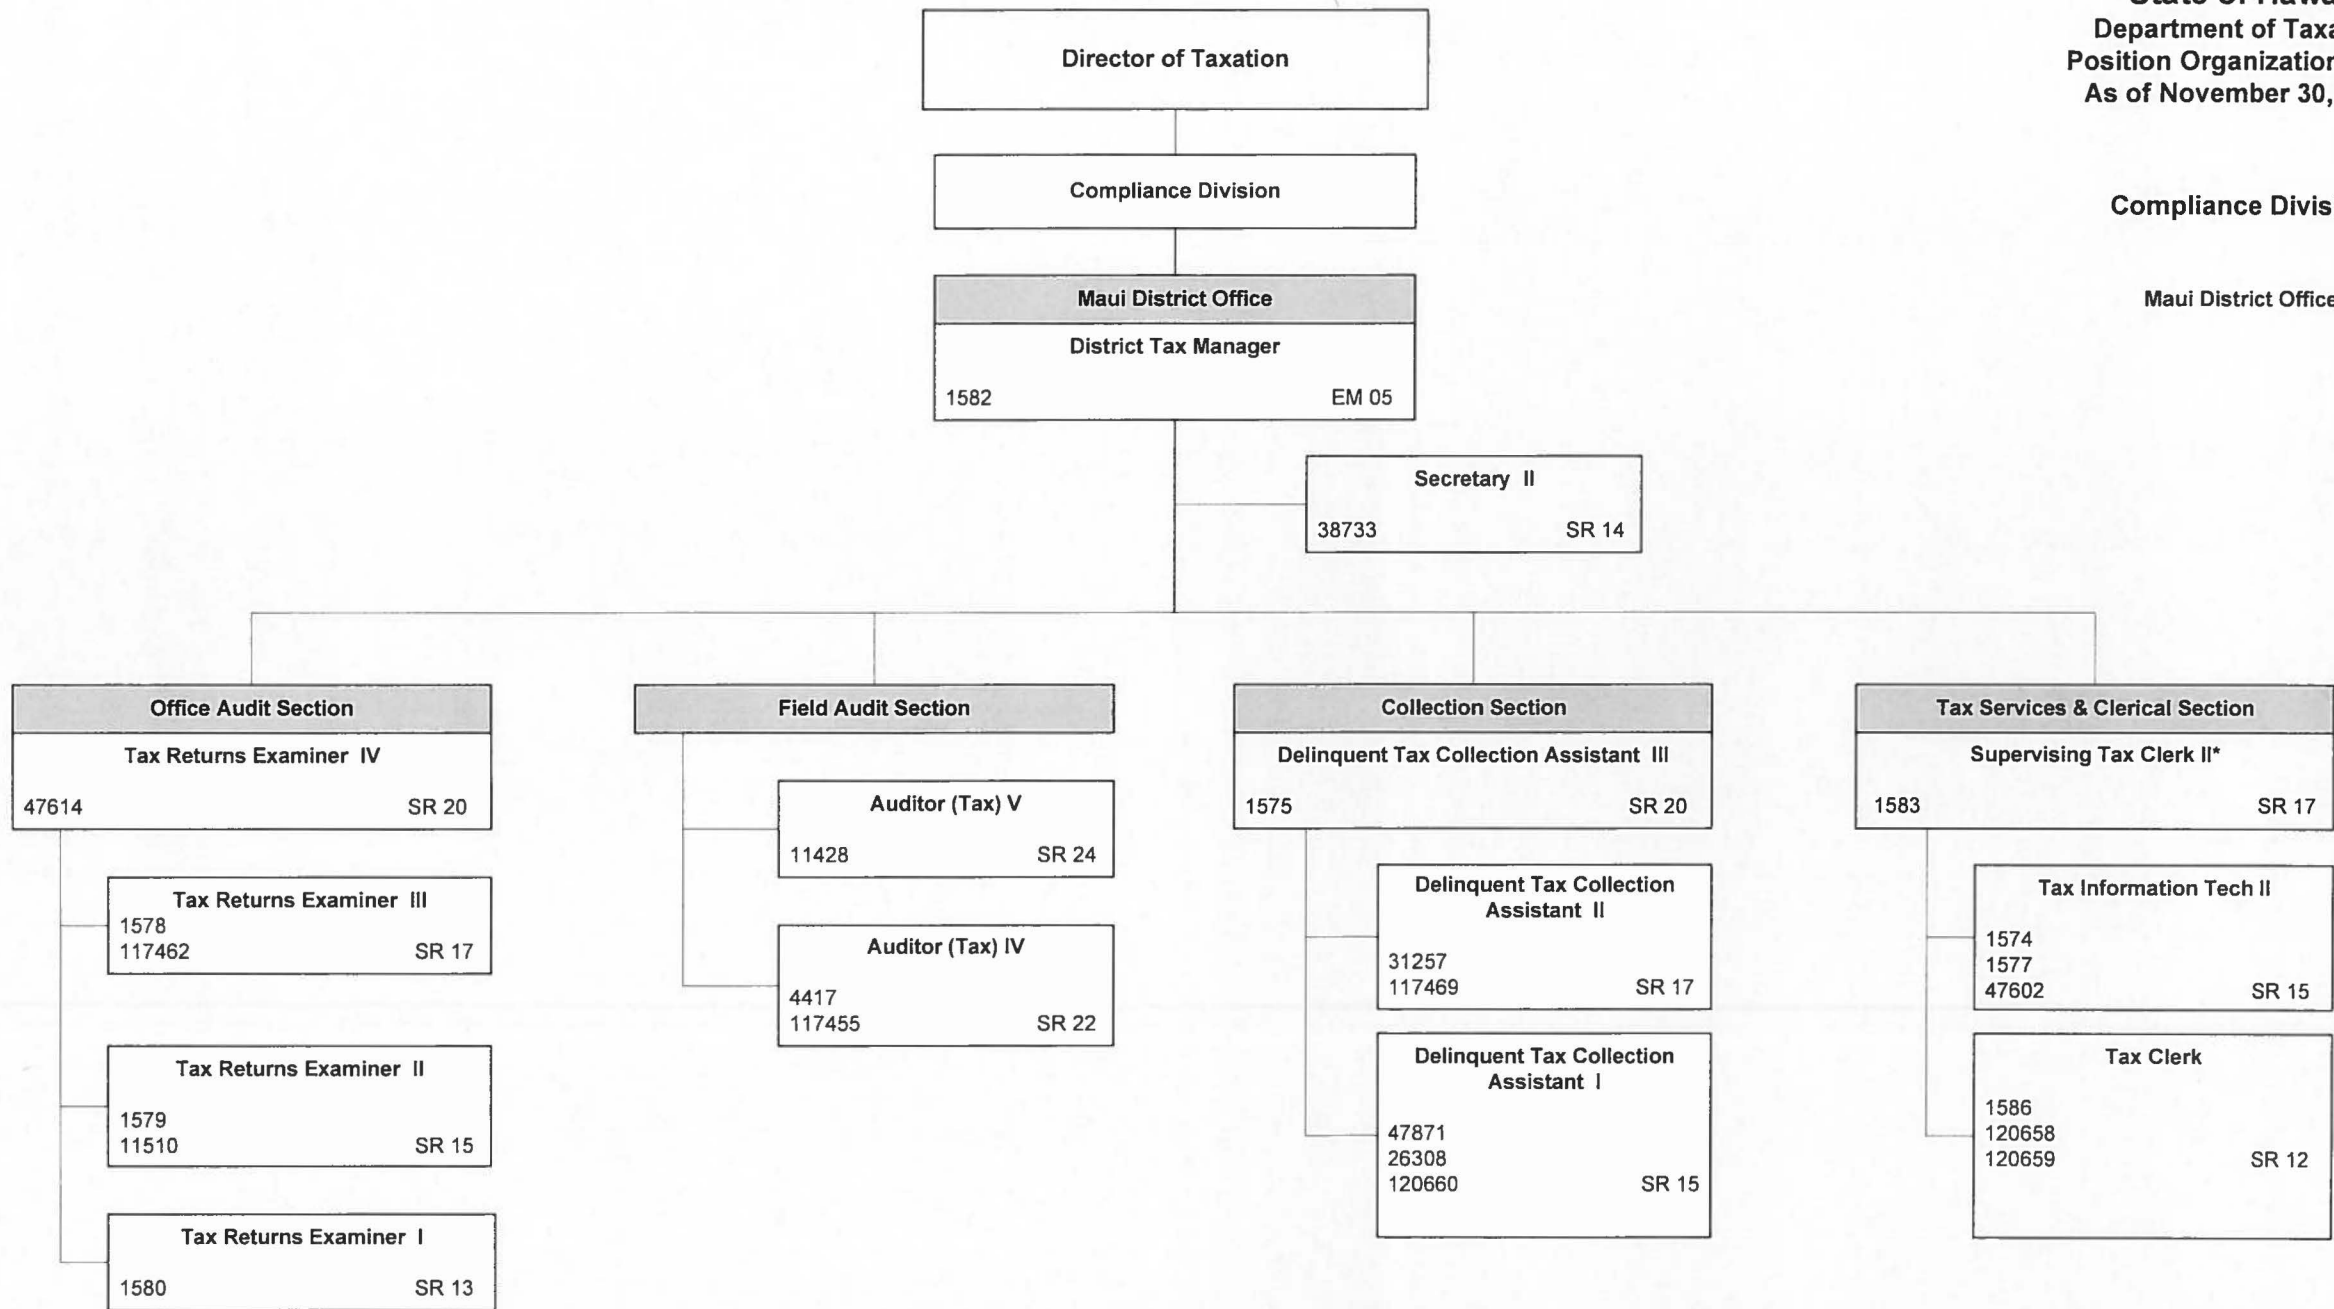 State of Hawa
Department of Taxa
Position Organization
As of November 30,
Compliance Divis
Maui District Office
Director of Taxation
Compliance Division
Maui District Office
District Tax Manager
1582 EM 05
Secretary II
38733 SR 14
Office Audit Section
Tax Returns Examiner IV
47614 SR 20
Tax Returns Examiner III
1578
117462 SR 17
Tax Returns Examiner II
1579
11510 SR 15
Tax Returns Examiner I
1580 SR 13
Field Audit Section
Auditor (Tax) V
11428 SR 24
Auditor (Tax) IV
4417
117455 SR 22
Collection Section
Delinquent Tax Collection Assistant III
1575 SR 20
Delinquent Tax Collection
Assistant II
31257
117469 SR 17
Delinquent Tax Collection
Assistant I
47871
26308
120660 SR 15
Tax Services & Clerical Section
Supervising Tax Clerk II*
1583 SR 17
Tax Information Tech II
1574
1577
47602 SR 15
Tax Clerk
1586
120658
120659 SR 12